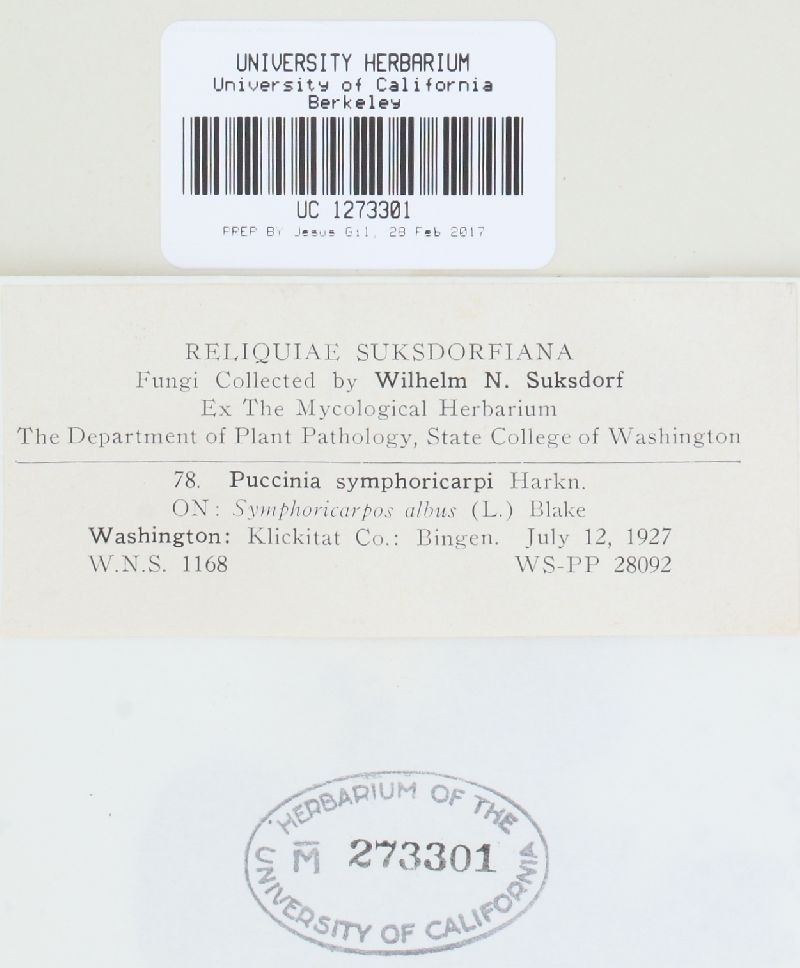 UNIVERSITY HERBARIUM
University of California
Berkeley
UC 1273301
PREP BY Jesus Gil, 28 Feb 2017
RELIQUIAE SUKSDORFIANA
Fungi Collected by Wilhelm N. Suksdorf
Ex The Mycological Herbarium
The Department of Plant Pathology, State College of Washington
78. Puccinia symphoricarpi Harkn.
ON: Symphoricarpos albus (L.) Blake
Washington: Klickitat Co.: Bingen. July 12, 1927
W.N.S. 1168 WS-PP 28092
HERBARIUM OF THE
M̅ 273301
UNIVERSITY OF CALIFORNIA